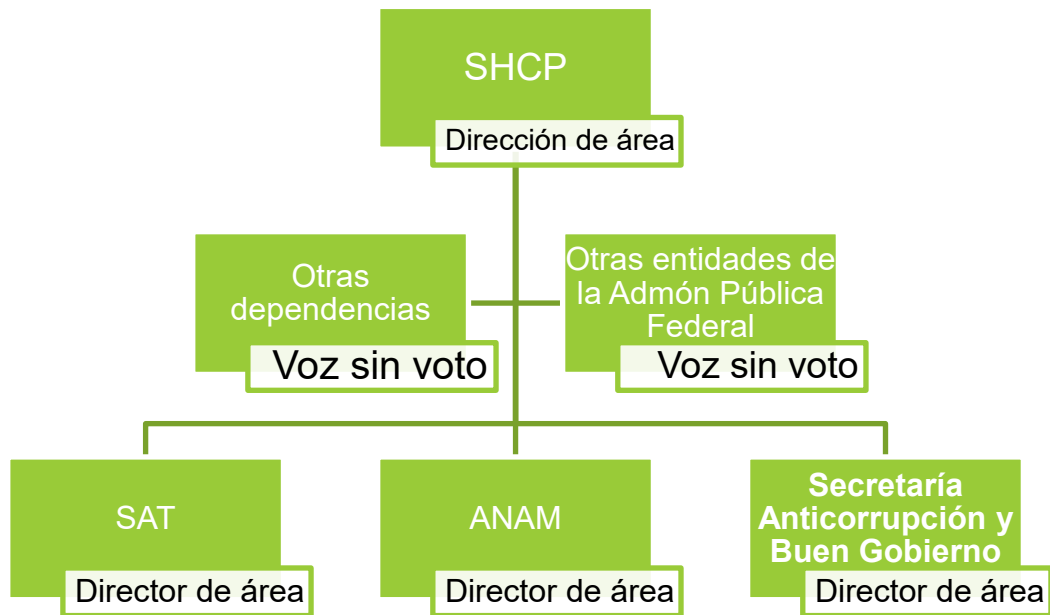 SHCP
Dirección de área
Otras
dependencias
Voz sin voto
Otras entidades de
la Admón Pública
Federal
Voz sin voto
SAT
Director de área
ANAM
Director de área
Secretaría
Anticorrupción y
Buen Gobierno
Director de área